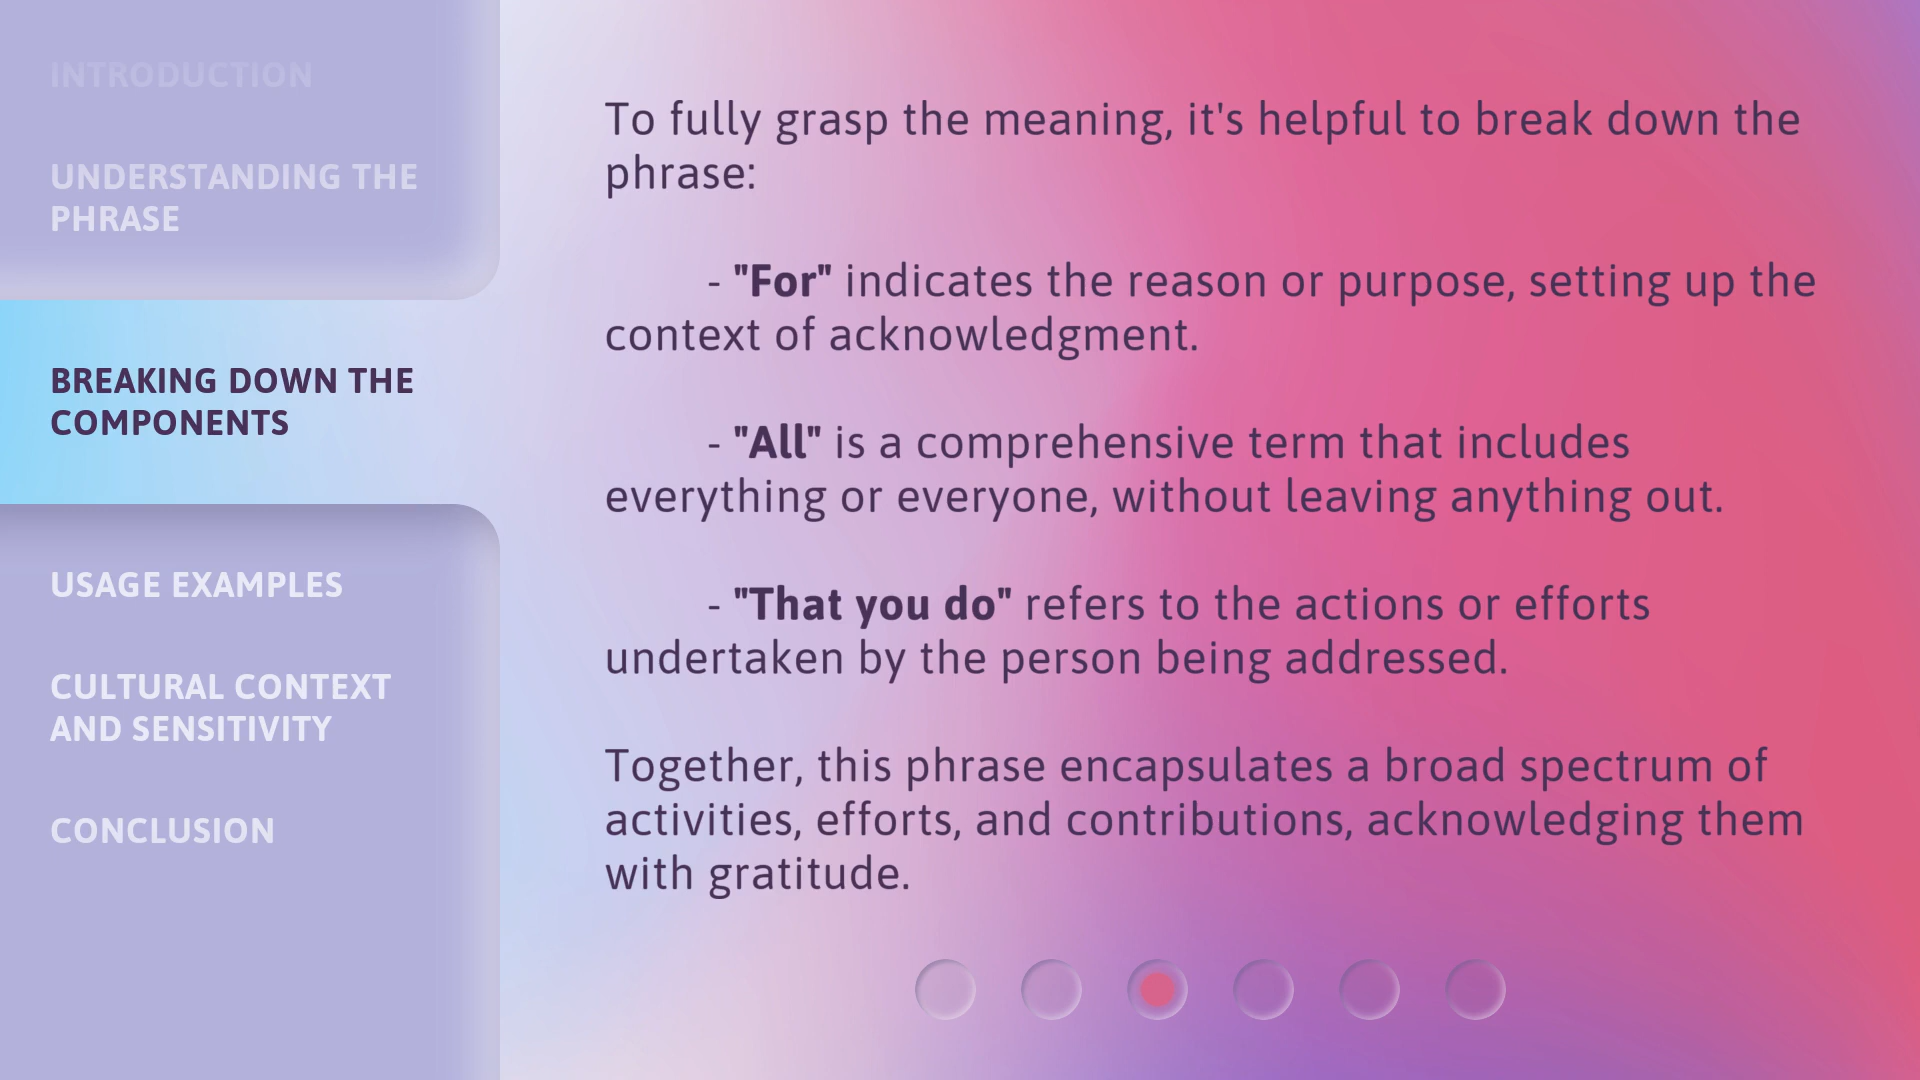 INTRODUCTION
UNDERSTANDING THE
PHRASE
BREAKING DOWN THE
COMPONENTS
USAGE EXAMPLES
CULTURAL CONTEXT
AND SENSITIVITY
CONCLUSION
To fully grasp the meaning, it's helpful to break down the
phrase:
- "For" indicates the reason or purpose, setting up the
context of acknowledgment.
- "All" is a comprehensive term that includes
everything or everyone, without leaving anything out.
- "That you do" refers to the actions or efforts
undertaken by the person being addressed.
Together, this phrase encapsulates a broad spectrum of
activities, efforts, and contributions, acknowledging them
with gratitude.